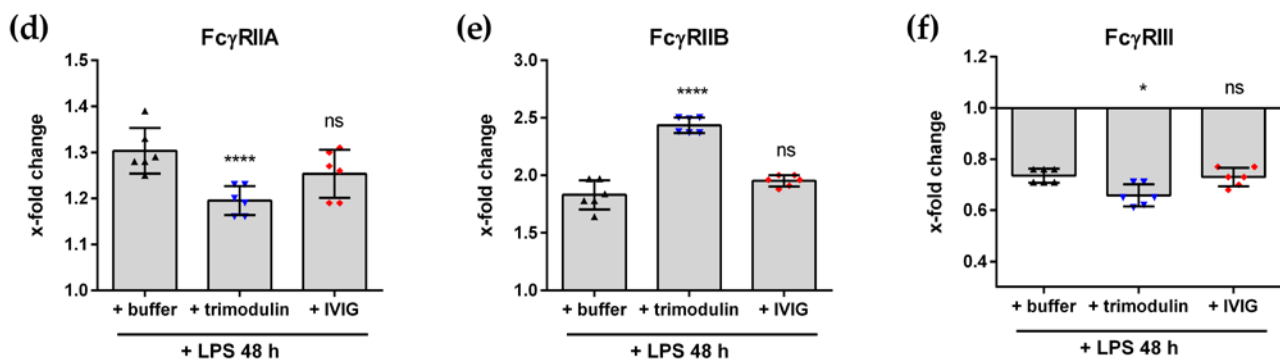 (d)
FcγRIIA
x-fold change
1.5
1.4
1.3
1.2
1.1
1.0
****
ns
+ buffer + trimodulin + IVIG
+ LPS 48 h
(e)
FcγRIIB
x-fold change
3.0
2.5
2.0
1.5
1.0
****
ns
+ buffer + trimodulin + IVIG
+ LPS 48 h
(f)
FcγRIII
x-fold change
1.2
1.0
0.8
0.6
0.4
*
ns
+ buffer + trimodulin + IVIG
+ LPS 48 h